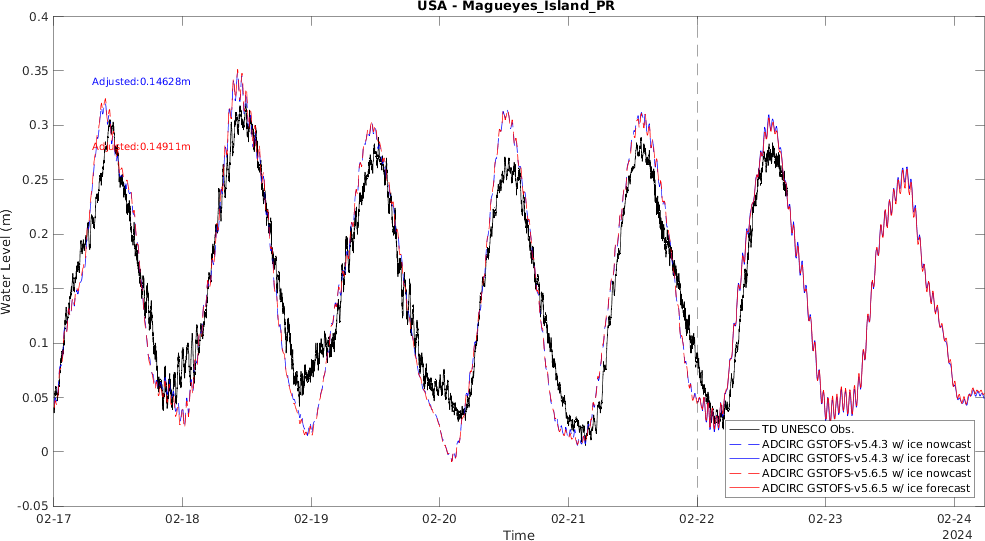 USA - Magueyes_Island_PR
0.4
0.35
0.3
0.25
0.2
0.15
0.1
0.05
0
-0.05
Water Level (m)
Adjusted:0.14628m
Adjusted:0.14911m
TD UNESCO Obs.
ADCIRC GSTOFS-v5.4.3 w/ ice nowcast
ADCIRC GSTOFS-v5.4.3 w/ ice forecast
ADCIRC GSTOFS-v5.6.5 w/ ice nowcast
ADCIRC GSTOFS-v5.6.5 w/ ice forecast
02-17 02-18 02-19 02-20 02-21 02-22 02-23 02-24
Time
2024